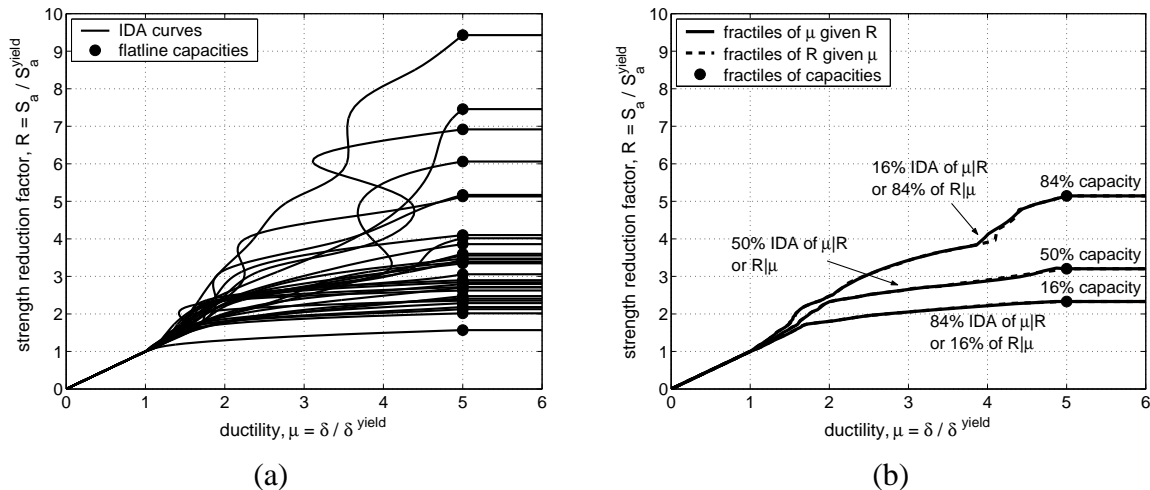 IDA curves
flatline capacities
strength reduction factor, R = S_a / S_a^yield
10
9
8
7
6
5
4
3
2
1
0
0 1 2 3 4 5 6
ductility, μ = δ / δ^yield
(a)
fractiles of μ given R
fractiles of R given μ
fractiles of capacities
strength reduction factor, R = S_a / S_a^yield
10
9
8
7
6
5
4
3
2
1
0
16% IDA of μ|R
or 84% of R|μ
84% capacity
50% IDA of μ|R
or R|μ
50% capacity
16% capacity
84% IDA of μ|R
or 16% of R|μ
0 1 2 3 4 5 6
ductility, μ = δ / δ^yield
(b)